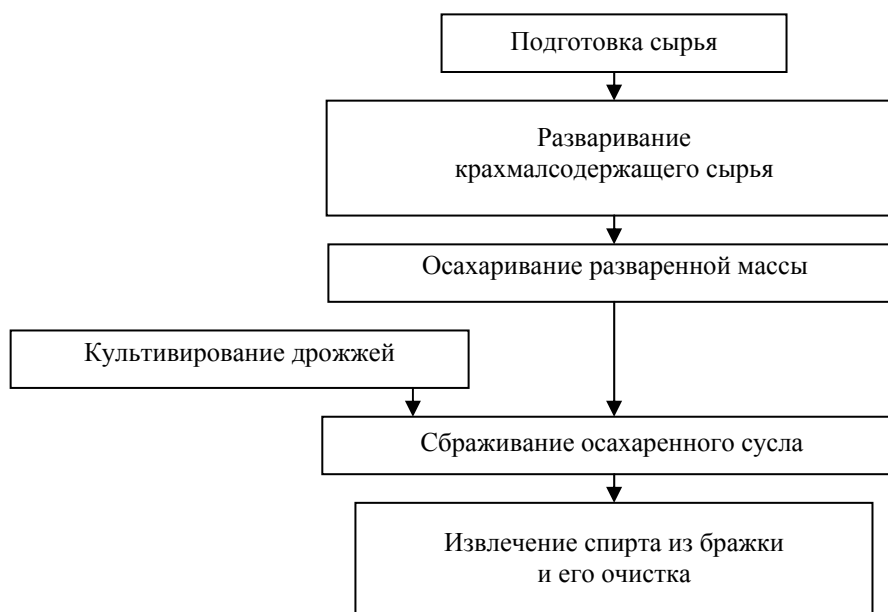 Подготовка сырья
Разваривание
крахмалсодержащего сырья
Осахаривание разваренной массы
Культивирование дрожжей
Сбраживание осахаренного сусла
Извлечение спирта из бражки
и его очистка